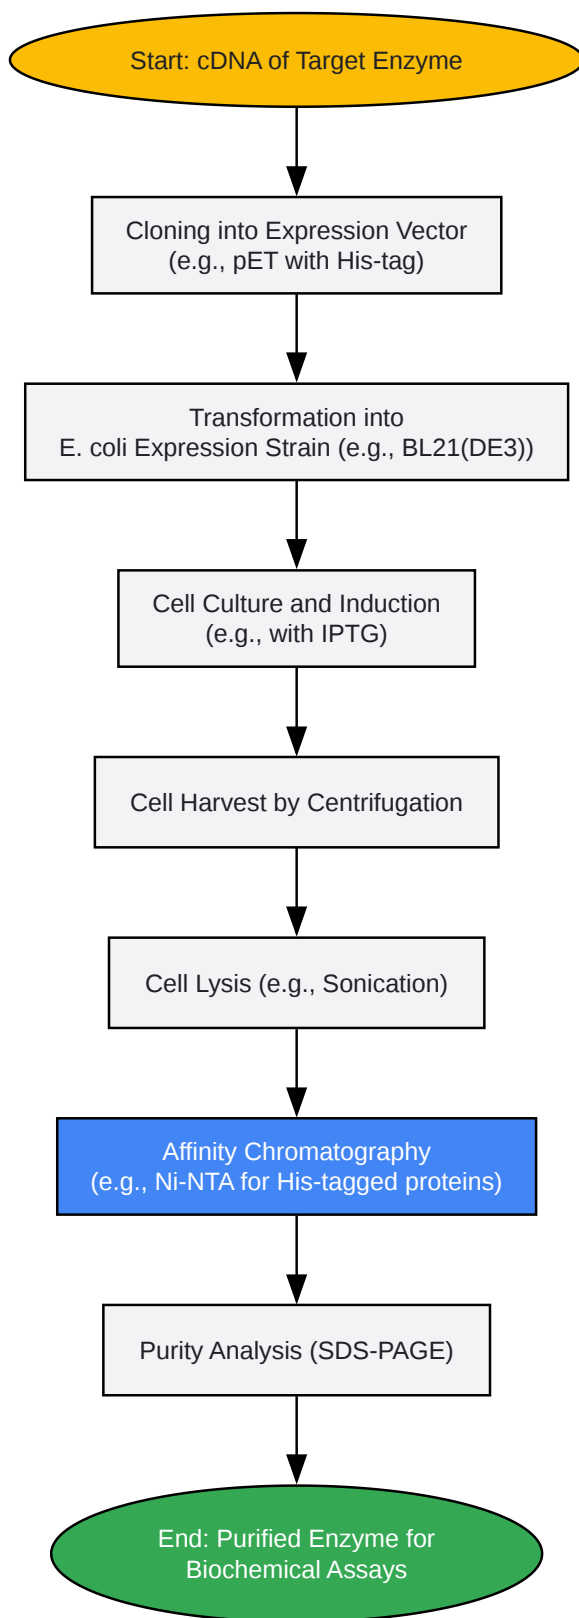 Start: cDNA of Target Enzyme
Cloning into Expression Vector
(e.g., pET with His-tag)
Transformation into
E. coli Expression Strain (e.g., BL21(DE3))
Cell Culture and Induction
(e.g., with IPTG)
Cell Harvest by Centrifugation
Cell Lysis (e.g., Sonication)
Affinity Chromatography
(e.g., Ni-NTA for His-tagged proteins)
Purity Analysis (SDS-PAGE)
End: Purified Enzyme for
Biochemical Assays